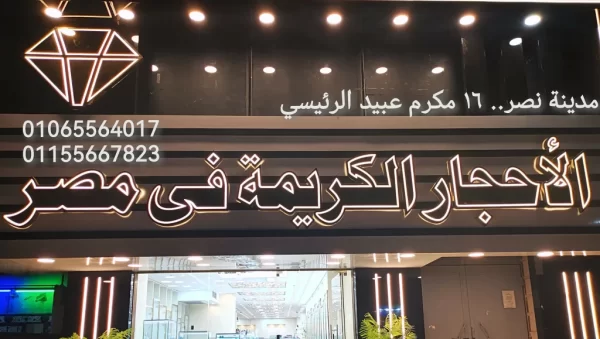 مدينة نصر.. ١٦ مكرم عبيد الرئيسي
01065564017
01155667823
الأحجار الكريمة فى مصر